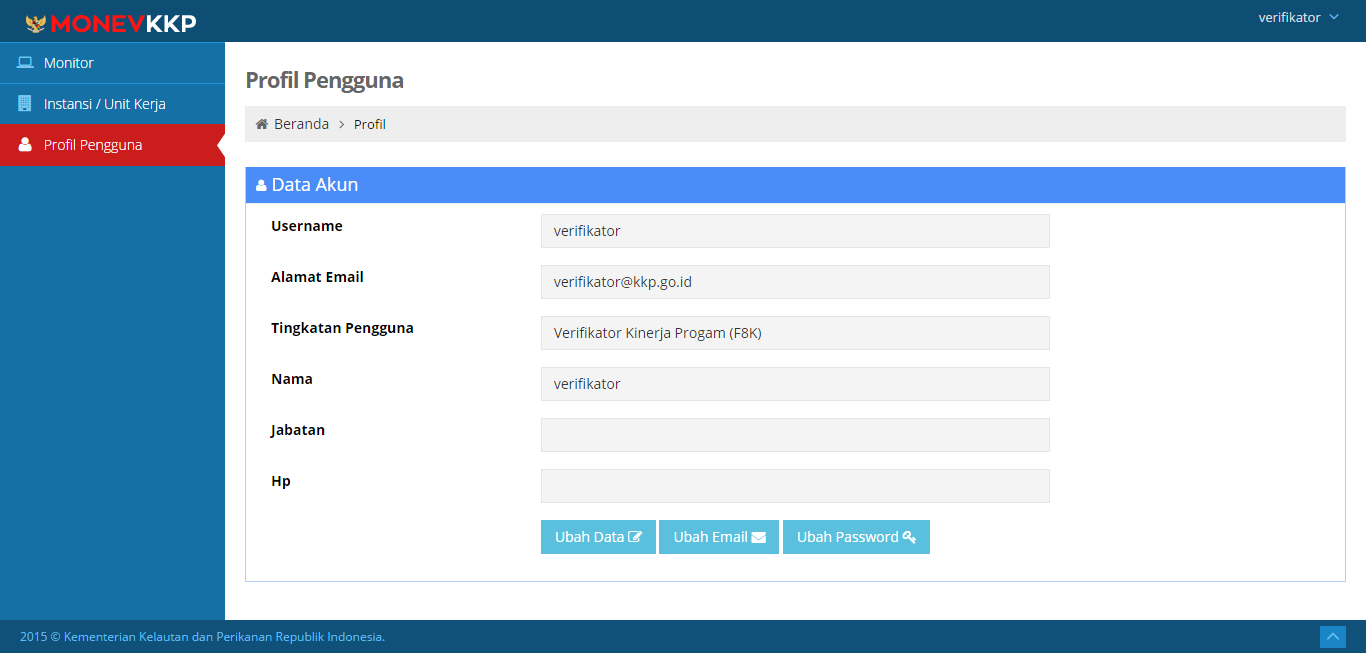 MONEVKKP
verifikator
Monitor
Instansi / Unit Kerja
Profil Pengguna
Profil Pengguna
Beranda > Profil
Data Akun
Username verifikator
Alamat Email verifikator@kkp.go.id
Tingkatan Pengguna Verifikator Kinerja Progam (F8K)
Nama verifikator
Jabatan
Hp
Ubah Data Ubah Email Ubah Password
2015 © Kementerian Kelautan dan Perikanan Republik Indonesia.